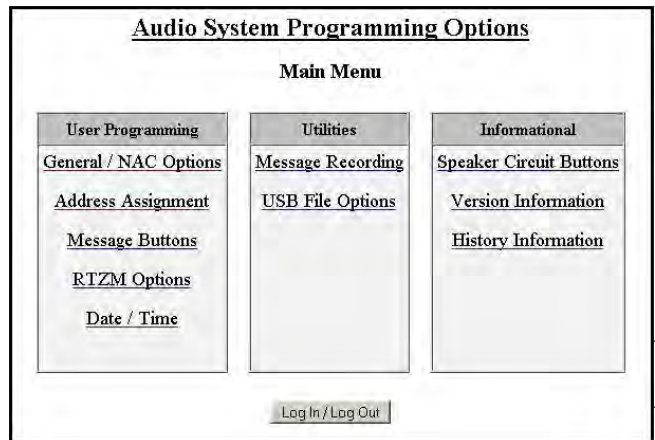 Audio System Programming Options
Main Menu
User Programming
General / NAC Options
Address Assignment
Message Buttons
RTZM Options
Date / Time
Utilities
Message Recording
USB File Options
Informational
Speaker Circuit Buttons
Version Information
History Information
Log In / Log Out